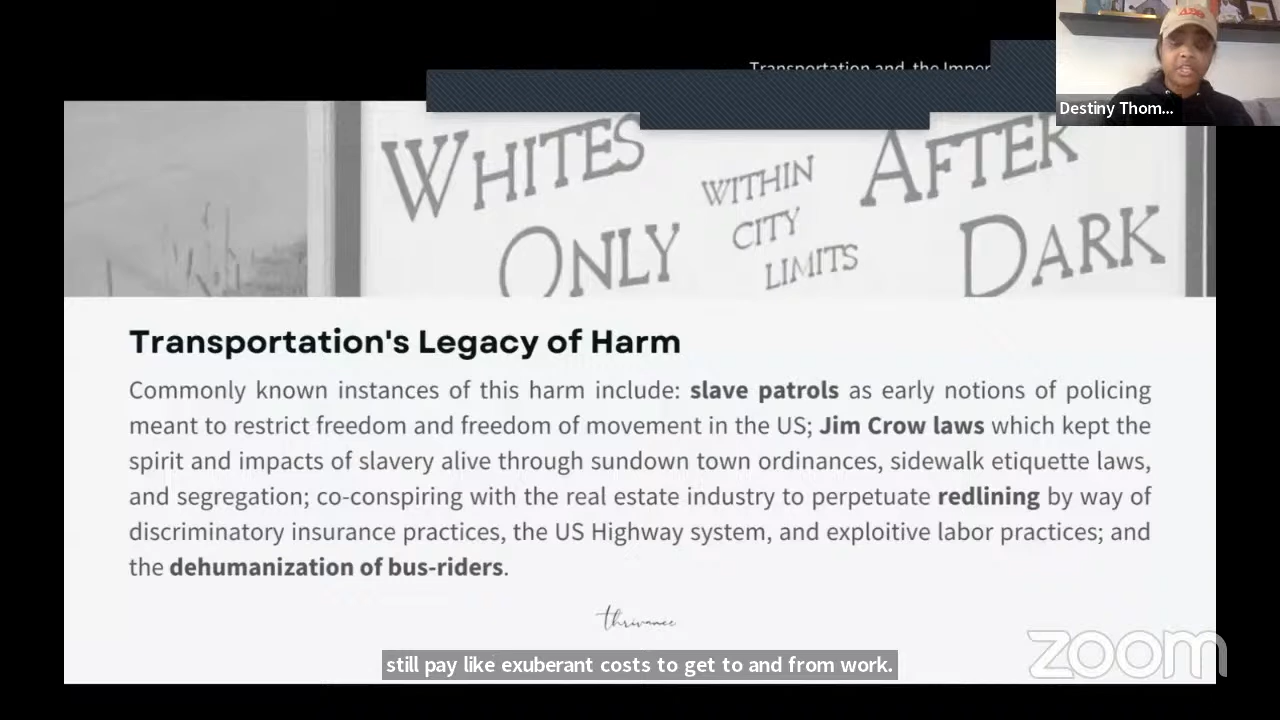 Transportation and the Imper
Destiny Thom...
WHITES
ONLY
WITHIN
CITY
LIMITS
AFTER
DARK
Transportation's Legacy of Harm
Commonly known instances of this harm include: slave patrols as early notions of policing
meant to restrict freedom and freedom of movement in the US; Jim Crow laws which kept the
spirit and impacts of slavery alive through sundown town ordinances, sidewalk etiquette laws,
and segregation; co-conspiring with the real estate industry to perpetuate redlining by way of
discriminatory insurance practices, the US Highway system, and exploitive labor practices; and
the dehumanization of bus-riders.
thrivance
still pay like exuberant costs to get to and from work.
zoom